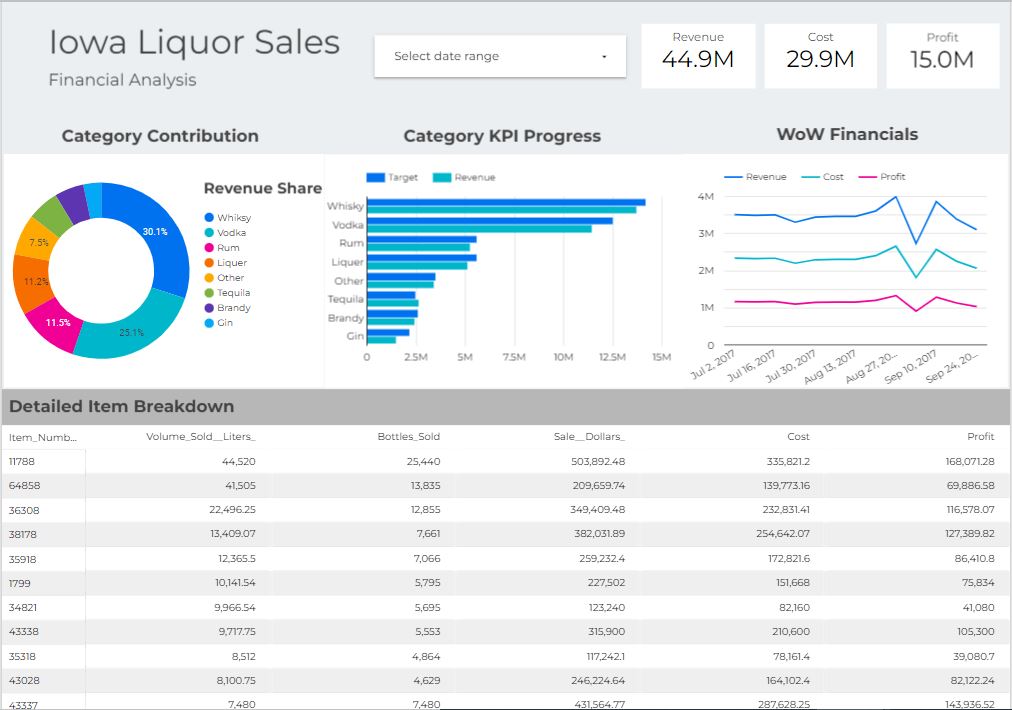 Iowa Liquor Sales
Financial Analysis
Select date range
Revenue
44.9M
Cost
29.9M
Profit
15.0M
Category Contribution
Category KPI Progress
WoW Financials
Revenue Share
Whiksy
Vodka
Rum
Liquer
Other
Tequila
Brandy
Gin
30.1%
25.1%
11.5%
11.2%
7.5%
Target Revenue
Whisky
Vodka
Rum
Liquer
Other
Tequila
Brandy
Gin
0 2.5M 5M 7.5M 10M 12.5M 15M
Revenue Cost Profit
4M
3M
2M
1M
0
Jul 2, 2017 Jul 16, 2017 Jul 30, 2017 Aug 13, 2017 Aug 27, 20... Sep 10, 2017 Sep 24, 20...
Detailed Item Breakdown
Item_Numb... Volume_Sold__Liters_ Bottles_Sold Sale__Dollars_ Cost Profit
11788 44,520 25,440 503,892.48 335,821.2 168,071.28
64858 41,505 13,835 209,659.74 139,773.16 69,886.58
36308 22,496.25 12,855 349,409.48 232,831.41 116,578.07
38178 13,409.07 7,661 382,031.89 254,642.07 127,389.82
35918 12,365.5 7,066 259,232.4 172,821.6 86,410.8
1799 10,141.54 5,795 227,502 151,668 75,834
34821 9,966.54 5,695 123,240 82,160 41,080
43338 9,717.75 5,553 315,900 210,600 105,300
35318 8,512 4,864 117,242.1 78,161.4 39,080.7
43028 8,100.75 4,629 246,224.64 164,102.4 82,122.24
43337 7,480 7,480 431,564.77 287,628.25 143,936.52